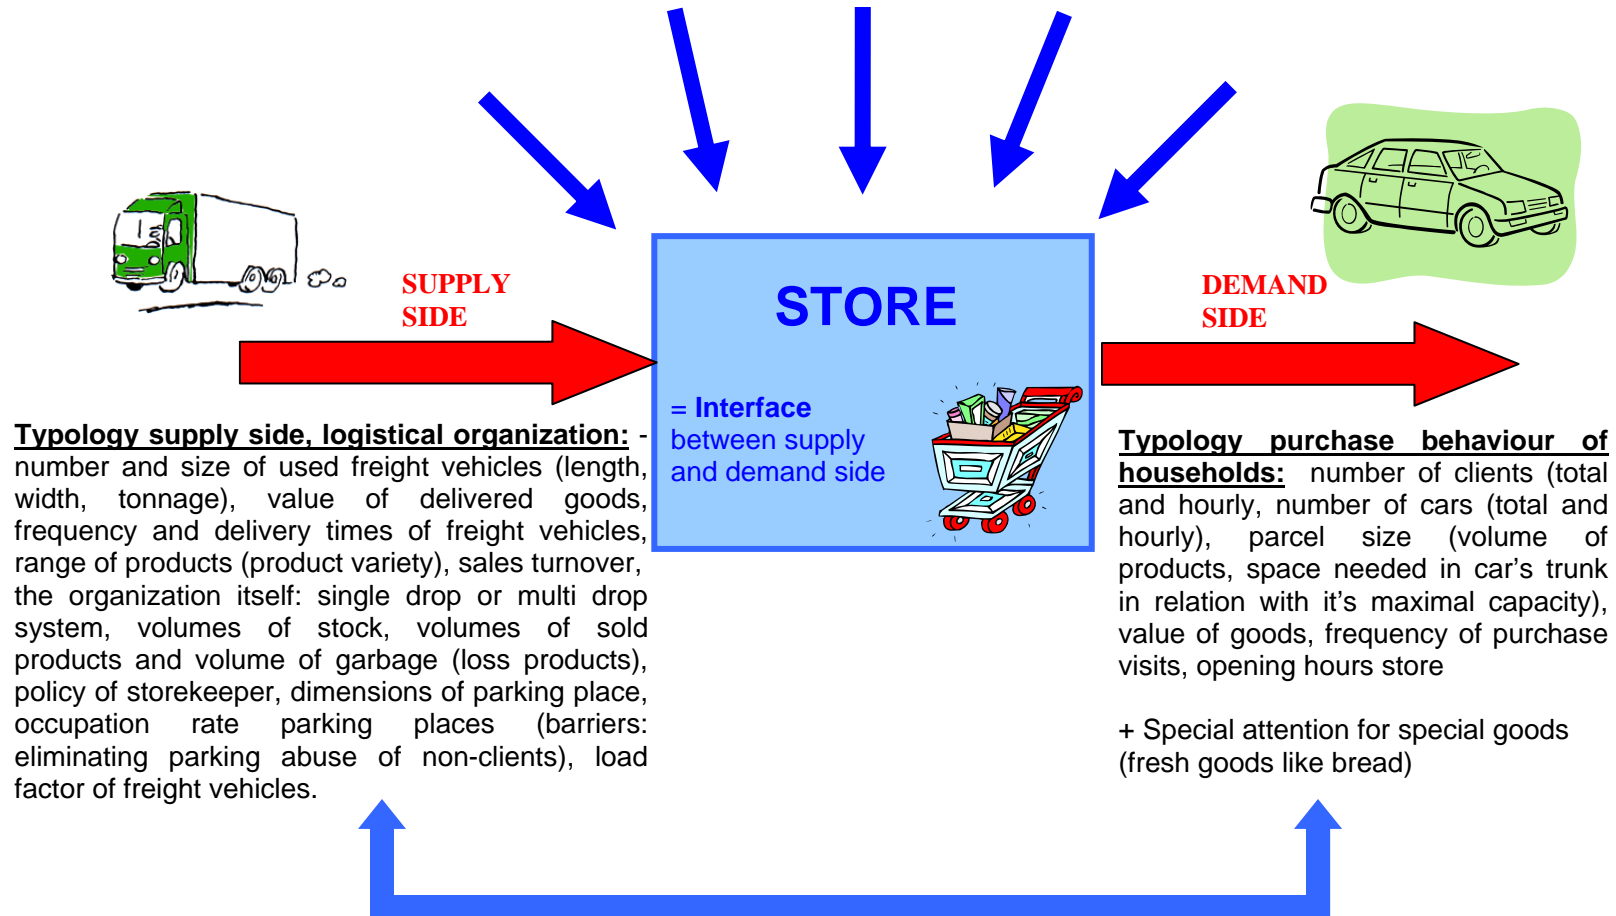 SUPPLY
SIDE
STORE
= Interface
between supply
and demand side
DEMAND
SIDE
Typology supply side, logistical organization: -
number and size of used freight vehicles (length,
width, tonnage), value of delivered goods,
frequency and delivery times of freight vehicles,
range of products (product variety), sales turnover,
the organization itself: single drop or multi drop
system, volumes of stock, volumes of sold
products and volume of garbage (loss products),
policy of storekeeper, dimensions of parking place,
occupation rate parking places (barriers:
eliminating parking abuse of non-clients), load
factor of freight vehicles.
Typology purchase behaviour of
households: number of clients (total
and hourly, number of cars (total and
hourly), parcel size (volume of
products, space needed in car’s trunk
in relation with it’s maximal capacity),
value of goods, frequency of purchase
visits, opening hours store
+ Special attention for special goods
(fresh goods like bread)